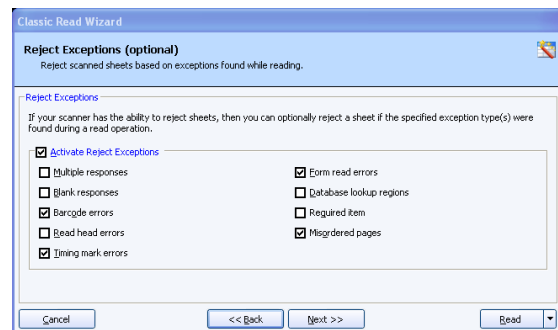 Classic Read Wizard
Reject Exceptions (optional)
Reject scanned sheets based on exceptions found while reading.
Reject Exceptions
If your scanner has the ability to reject sheets, then you can optionally reject a sheet if the specified exception type(s) were
found during a read operation.
Activate Reject Exceptions
Multiple responses
Form read errors
Blank responses
Database lookup regions
Barcode errors
Required item
Read head errors
Misordered pages
Timing mark errors
Cancel
<< Back
Next >>
Read